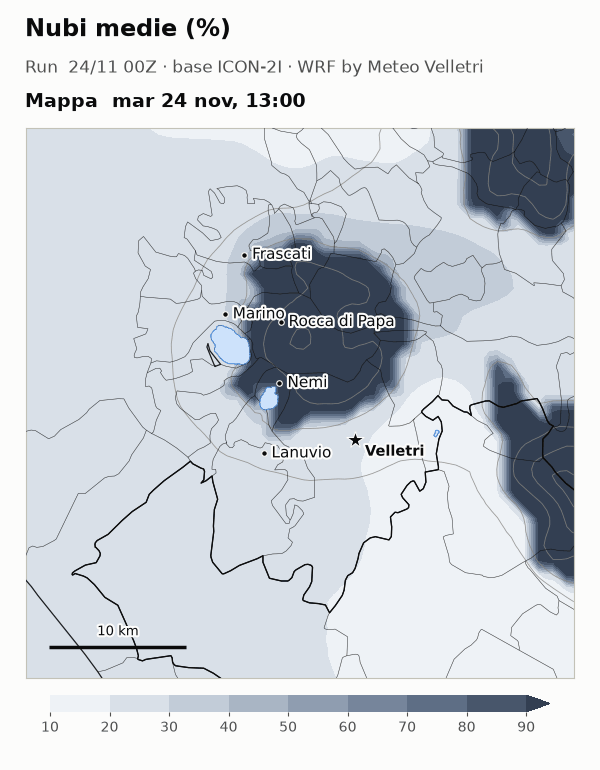 Nubi medie (%)
Run  24/11 00Z · base ICON-2I · WRF by Meteo Velletri
Mappa  mar 24 nov, 13:00
Frascati
Marino
Rocca di Papa
Nemi
Velletri
Lanuvio
10 km
10 20 30 40 50 60 70 80 90